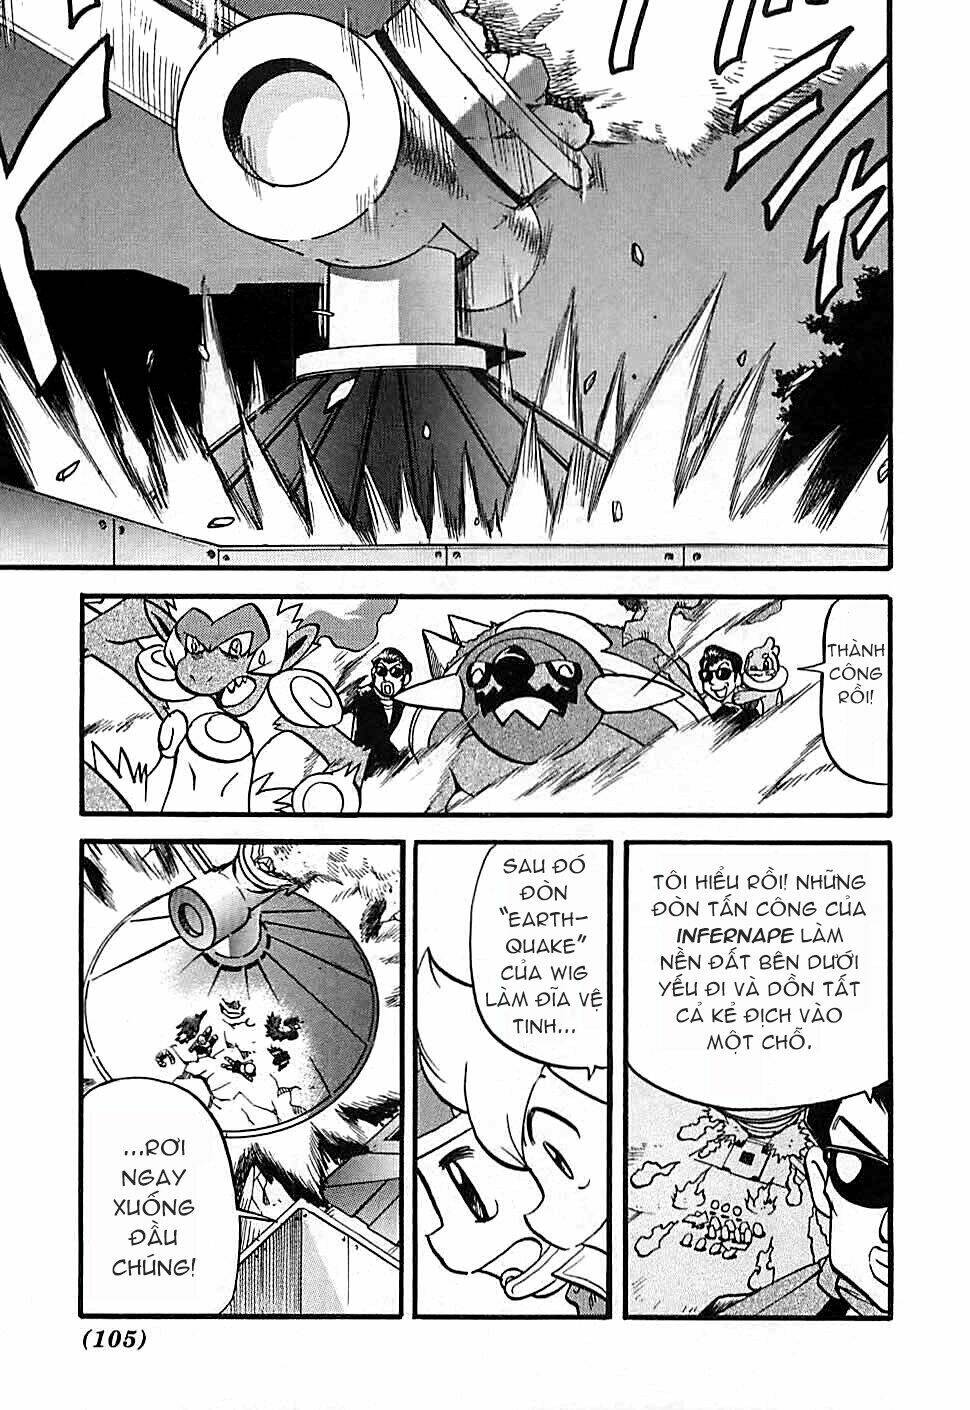 THÀNH
CÔNG
RỒI!
TÔI HIỂU RỒI! NHỮNG
ĐÒN TẤN CÔNG CỦA
INFERNAPE LÀM
NỀN ĐẤT BÊN DƯỚI
YẾU ĐI VÀ DỒN TẤT
CẢ KẺ ĐỊCH VÀO
MỘT CHỖ.
SAU ĐÓ
ĐÒN
“EARTH-
QUAKE”
CỦA WIG
LÀM ĐĨA VỆ
TINH...
...RƠI
NGAY
XUỐNG
ĐẦU
CHÚNG!
(105)